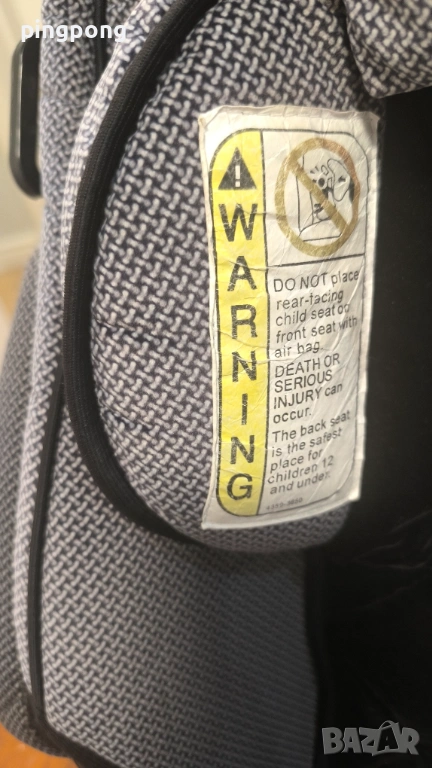 pingpong
WARNING
DO NOT place
rear-facing
child seat on
front seat with
air bag.
DEATH OR
SERIOUS
INJURY can
occur.
The back seat
is the safest
place for
children 12
and under.
BAZAR